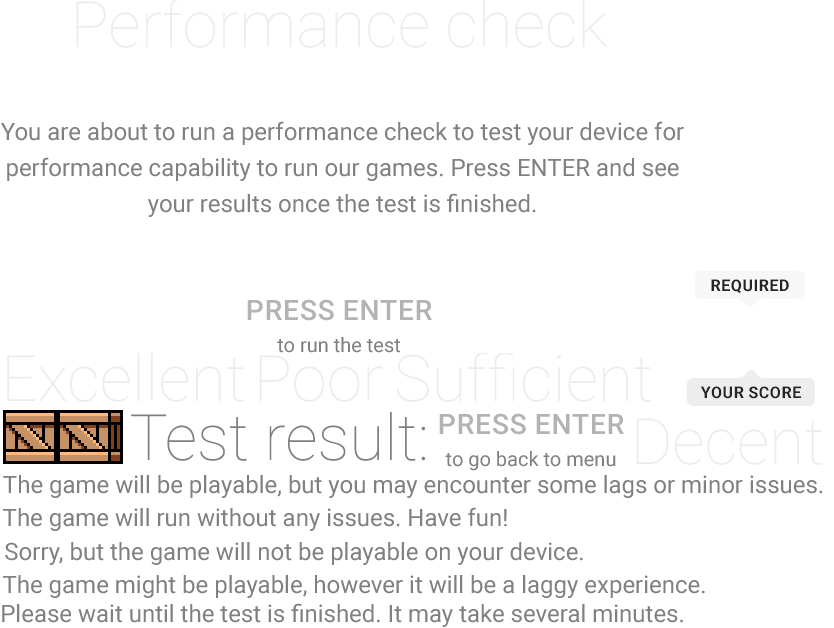 Performance check
You are about to run a performance check to test your device for
performance capability to run our games. Press ENTER and see
your results once the test is finished.
REQUIRED
PRESS ENTER
to run the test
Excellent Poor Sufficient
YOUR SCORE
Test result:
PRESS ENTER
to go back to menu
Decent
The game will be playable, but you may encounter some lags or minor issues.
The game will run without any issues. Have fun!
Sorry, but the game will not be playable on your device.
The game might be playable, however it will be a laggy experience.
Please wait until the test is finished. It may take several minutes.